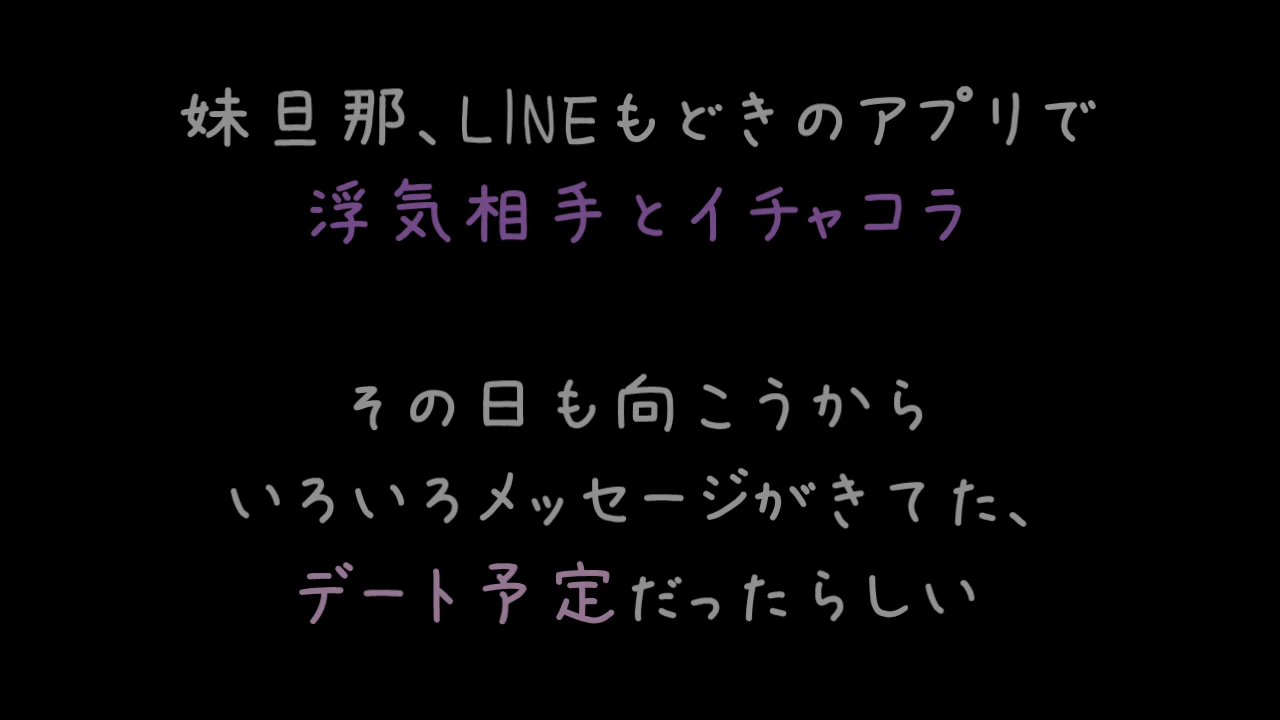 妹旦那、LINEもどきのアプリで
浮気相手とイチャコラ
その日も向こうから
いろいろメッセージがきてた、
デート予定だったらしい